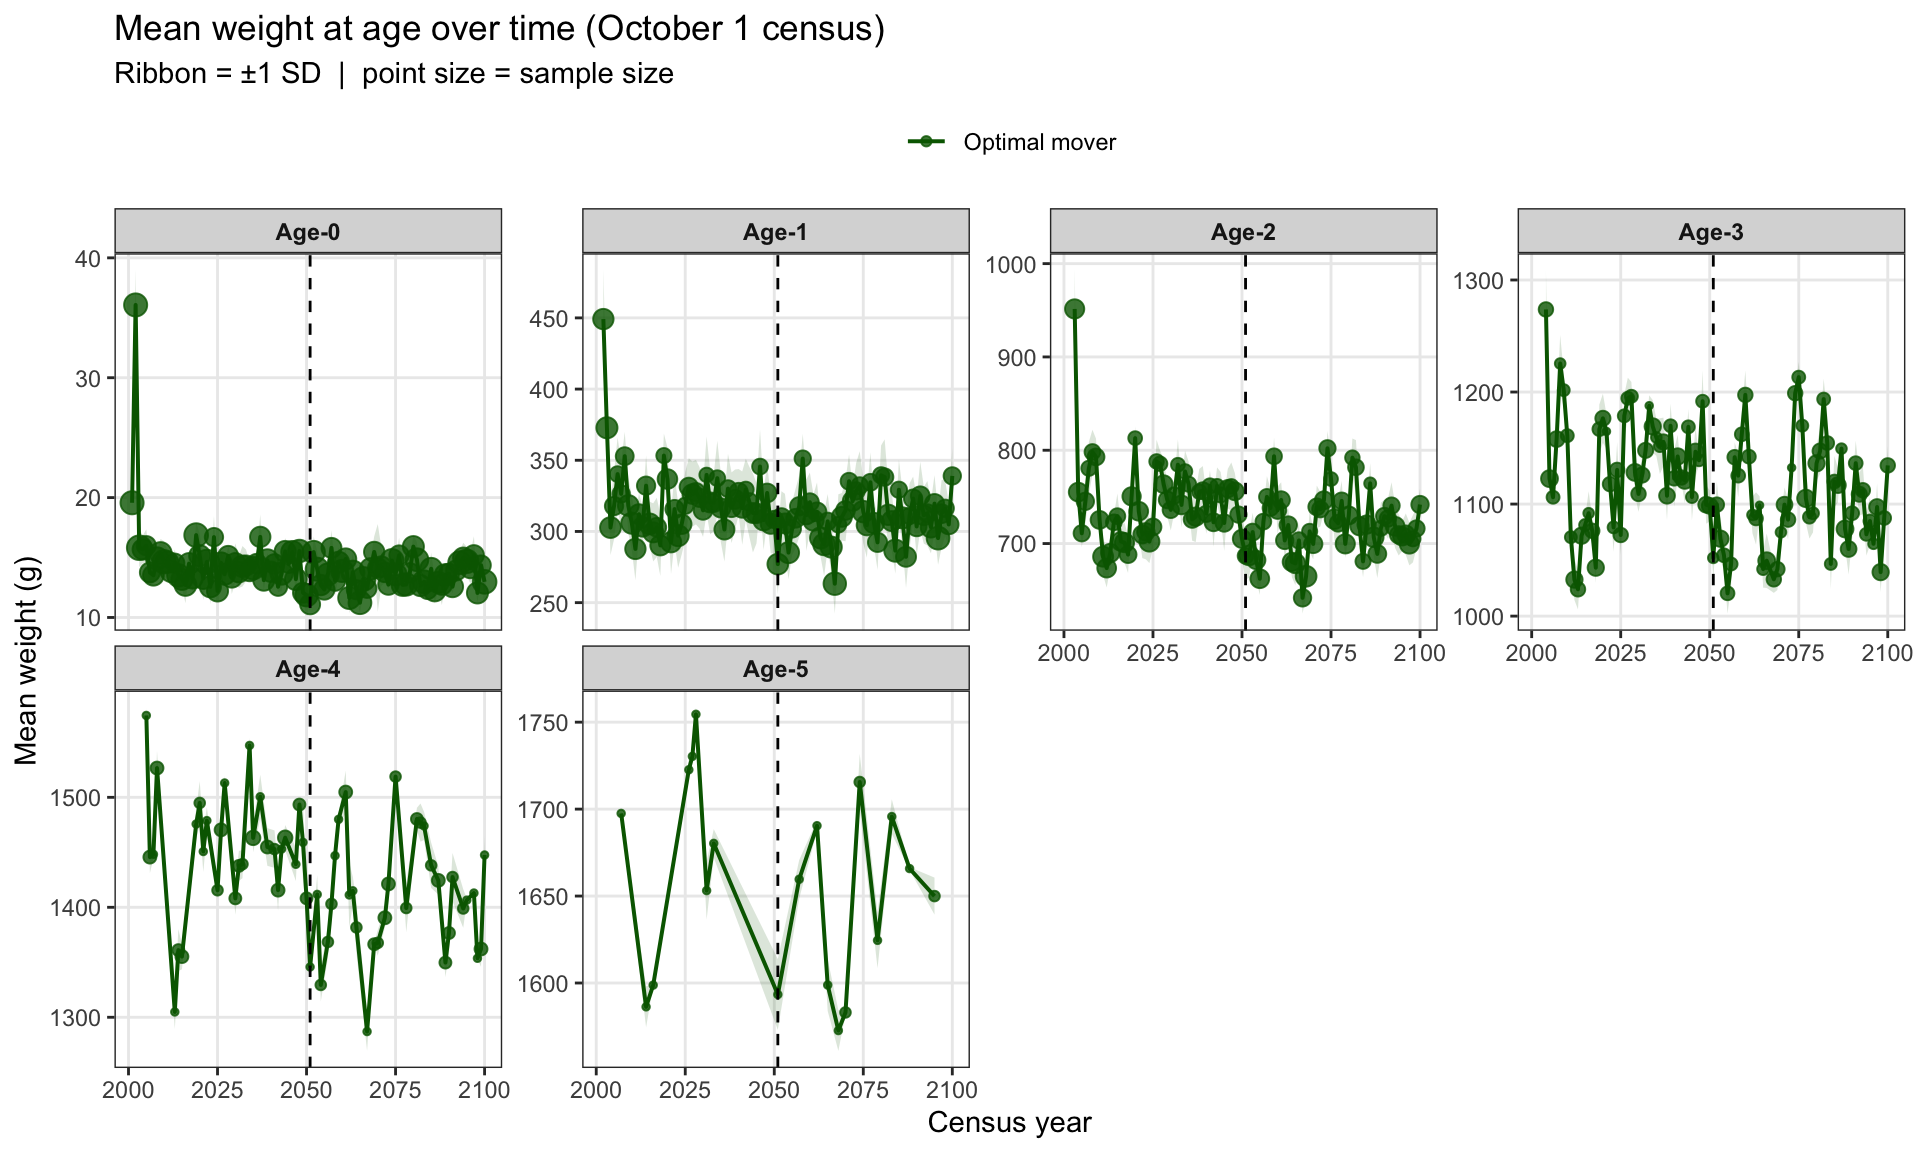 Mean weight at age over time (October 1 census)
Ribbon = ±1 SD | point size = sample size
Optimal mover
Age-0
Age-1
Age-2
Age-3
40
30
20
10
450
400
350
300
250
1000
900
800
700
1300
1200
1100
1000
2000 2025 2050 2075 2100
2000 2025 2050 2075 2100
Age-4
Age-5
1500
1400
1300
1750
1700
1650
1600
2000 2025 2050 2075 2100
2000 2025 2050 2075 2100
Mean weight (g)
Census year